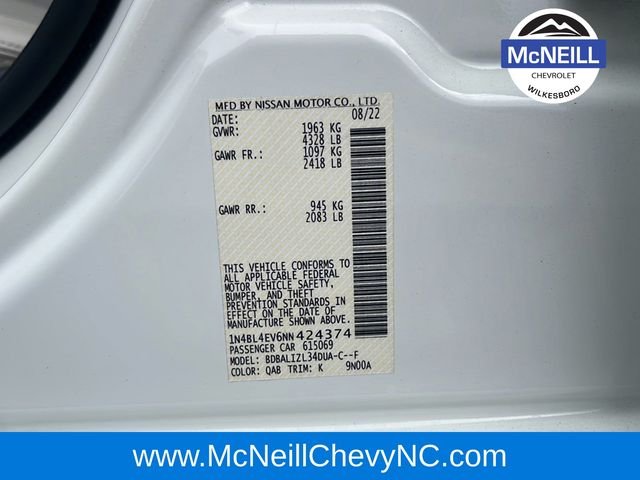 McNEILL
CHEVROLET
WILKESBORO
MFD BY NISSAN MOTOR CO., LTD.
DATE: 08/22
GVWR: 1963 KG
4328 LB
GAWR FR.: 1097 KG
2418 LB
GAWR RR.: 945 KG
2083 LB
THIS VEHICLE CONFORMS TO
ALL APPLICABLE FEDERAL
MOTOR VEHICLE SAFETY,
BUMPER, AND THEFT
PREVENTION STANDARDS IN
EFFECT ON THE DATE OF
MANUFACTURE SHOWN ABOVE.
1N4BL4EV6NN424374
PASSENGER CAR 615069
MODEL: BDBALIZL34DUA-C--F
COLOR: QAB TRIM: K 9N00A
www.McNeillChevyNC.com